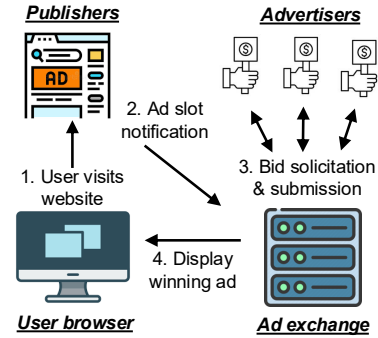 Publishers
Advertisers
AD
2. Ad slot
notification
1. User visits
website
3. Bid solicitation
& submission
4. Display
winning ad
User browser
Ad exchange